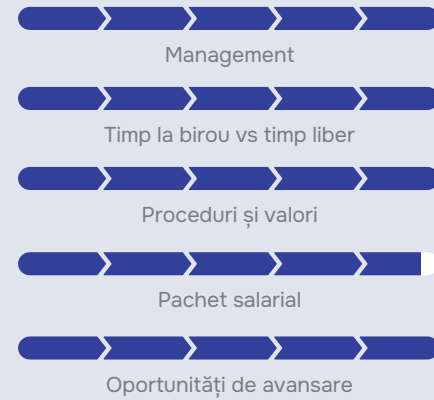 Management
Timp la birou vs timp liber
Proceduri și valori
Pachet salarial
Oportunități de avansare